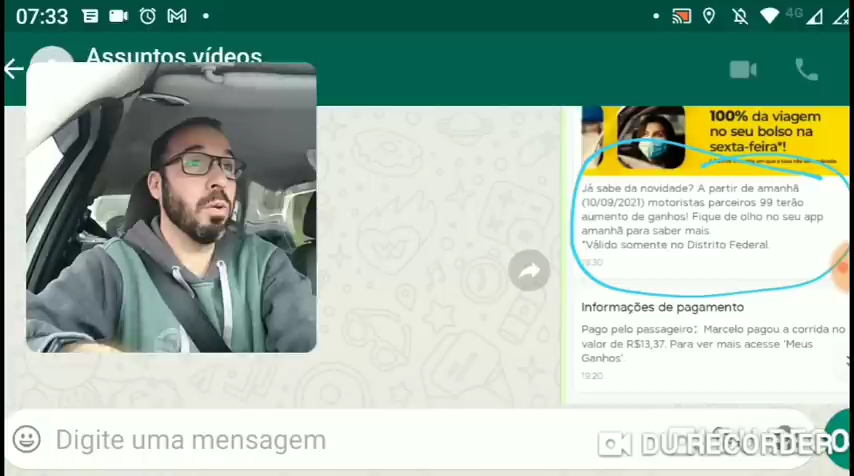 07:33
4G
Assuntos vídeos
100% da viagem
no seu bolso na
sexta-feira*!
Já sabe da novidade? A partir de amanhã
(10/09/2021) motoristas parceiros 99 terão
aumento de ganhos! Fique de olho no seu app
amanhã para saber mais.
*Válido somente no Distrito Federal.
19:30
Informações de pagamento
Pago pelo passageiro: Marcelo pagou a corrida no
valor de R$13,37. Para ver mais acesse 'Meus
Ganhos'.
19:20
Digite uma mensagem
DU RECORDER